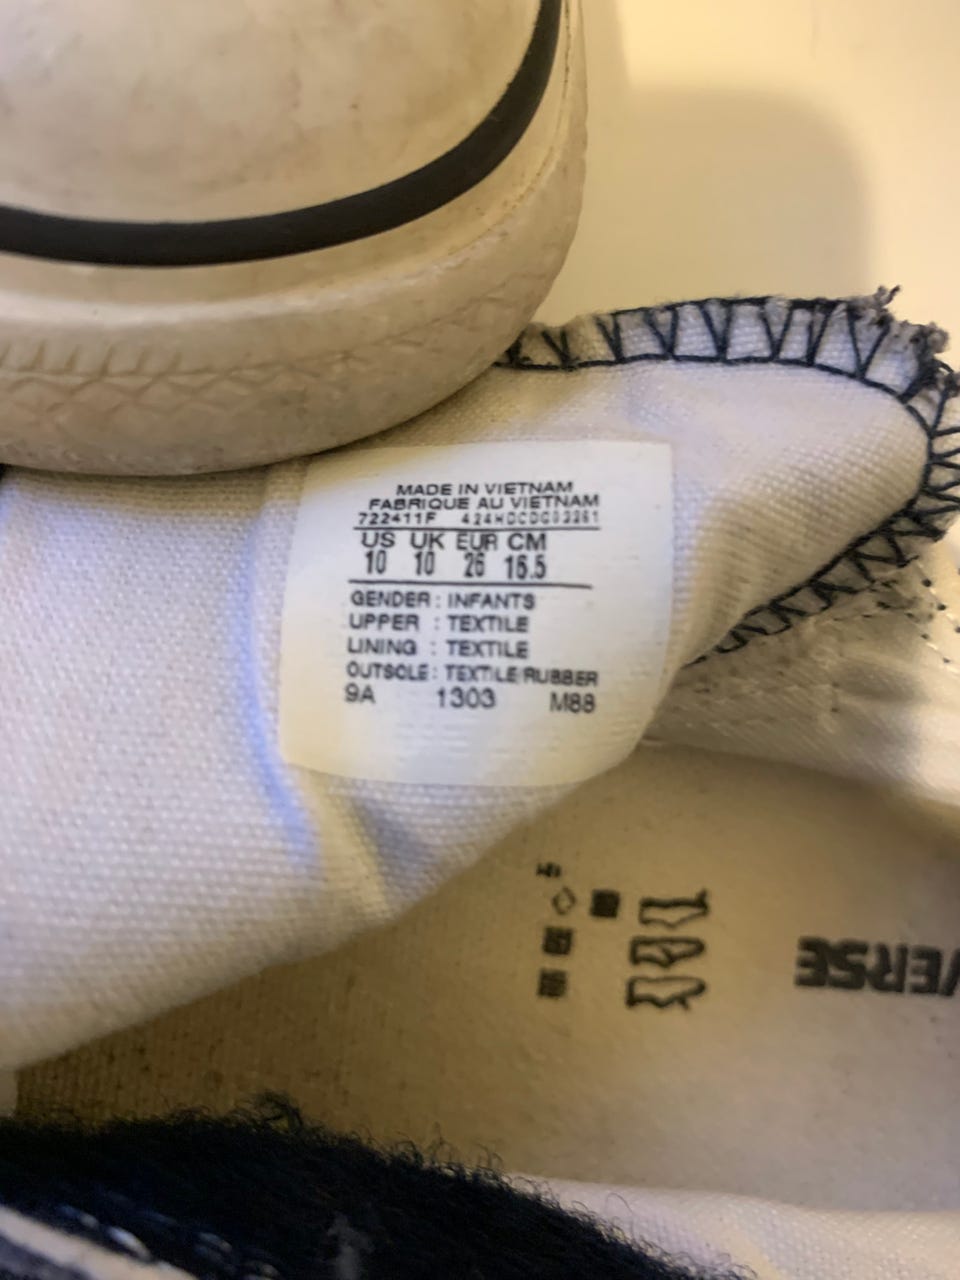 MADE IN VIETNAM
FABRIQUE AU VIETNAM
722411F 424HDCDG03261
US UK EUR CM
10 10 26 16.5
GENDER : INFANTS
UPPER : TEXTILE
LINING : TEXTILE
OUTSOLE : TEXTILE/RUBBER
9A 1303 M88
VERSE